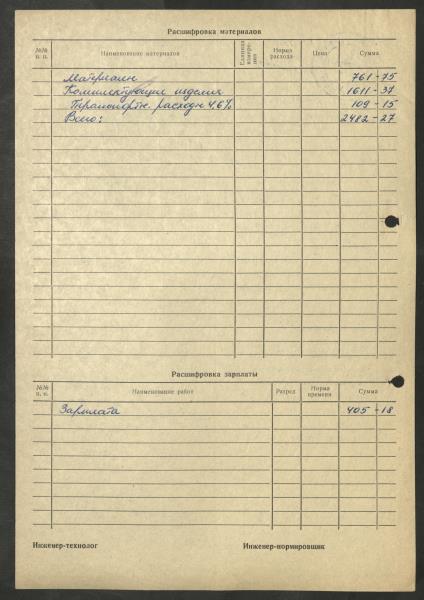 Расшифровка материалов
№№ п. п. Наименование материалов Единица измерения Норма расхода Цена Сумма
Материалы 761-75
Комплектующие изделия 1611-37
Транспортн. расходы 4,6% 109-15
Всего: 2482-27
Расшифровка зарплаты
№№ п. п. Наименование работ Разряд Норма времени Сумма
Зарплата 405-18
Инженер-технолог Инженер-нормировщик